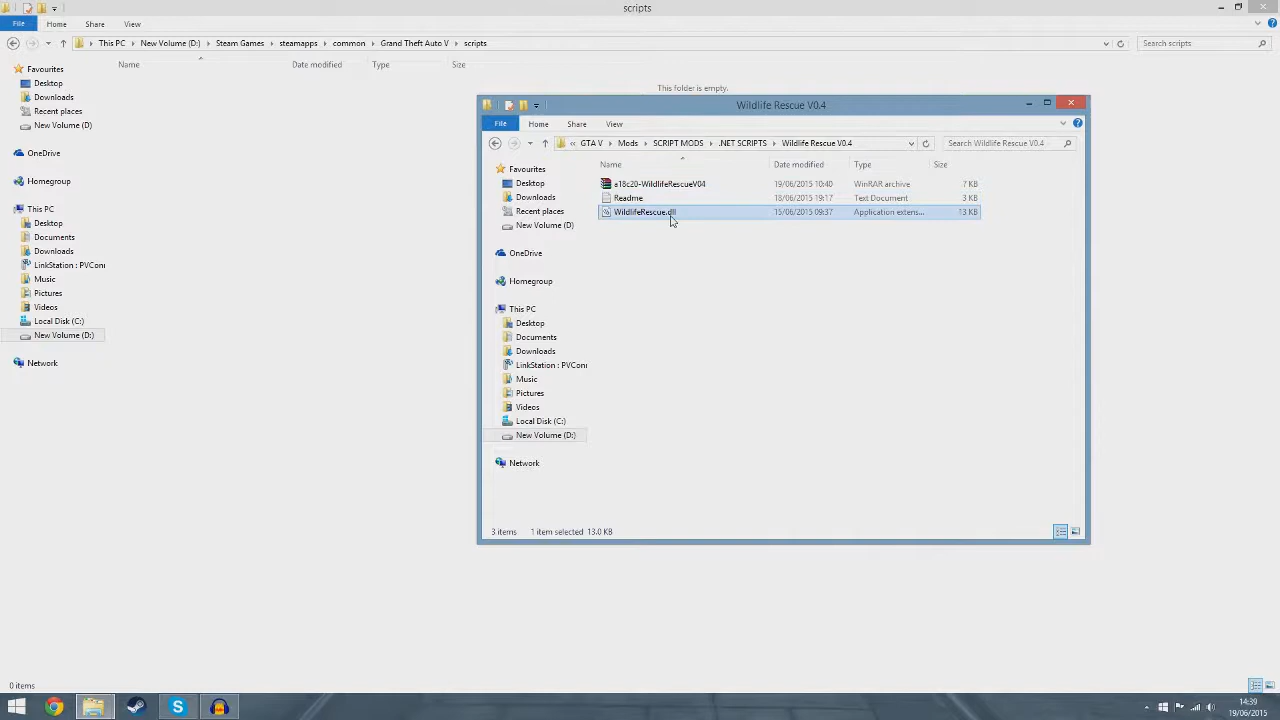 scripts
File Home Share View
This PC New Volume (D:) Steam Games steamapps common Grand Theft Auto V scripts
Search scripts
Name Date modified Type Size
This folder is empty.
Favourites
Desktop
Downloads
Recent places
New Volume (D)
OneDrive
Homegroup
This PC
Desktop
Documents
Downloads
LinkStation : PVConn
Music
Pictures
Videos
Local Disk (C:)
New Volume (D:)
Network
0 items
Wildlife Rescue V0.4
File Home Share View
« GTA V Mods SCRIPT MODS .NET SCRIPTS Wildlife Rescue V0.4
Search Wildlife Rescue V0.4
Name Date modified Type Size
a18c20-WildlifeRescueV04 19/06/2015 10:40 WinRAR archive 7 KB
Readme 18/06/2015 19:17 Text Document 3 KB
WildlifeRescue.dll 15/06/2015 09:37 Application extens... 13 KB
Favourites
Desktop
Downloads
Recent places
New Volume (D)
OneDrive
Homegroup
This PC
Desktop
Documents
Downloads
LinkStation : PVConn
Music
Pictures
Videos
Local Disk (C:)
New Volume (D:)
Network
3 items 1 item selected 13.0 KB
14:39
19/06/2015